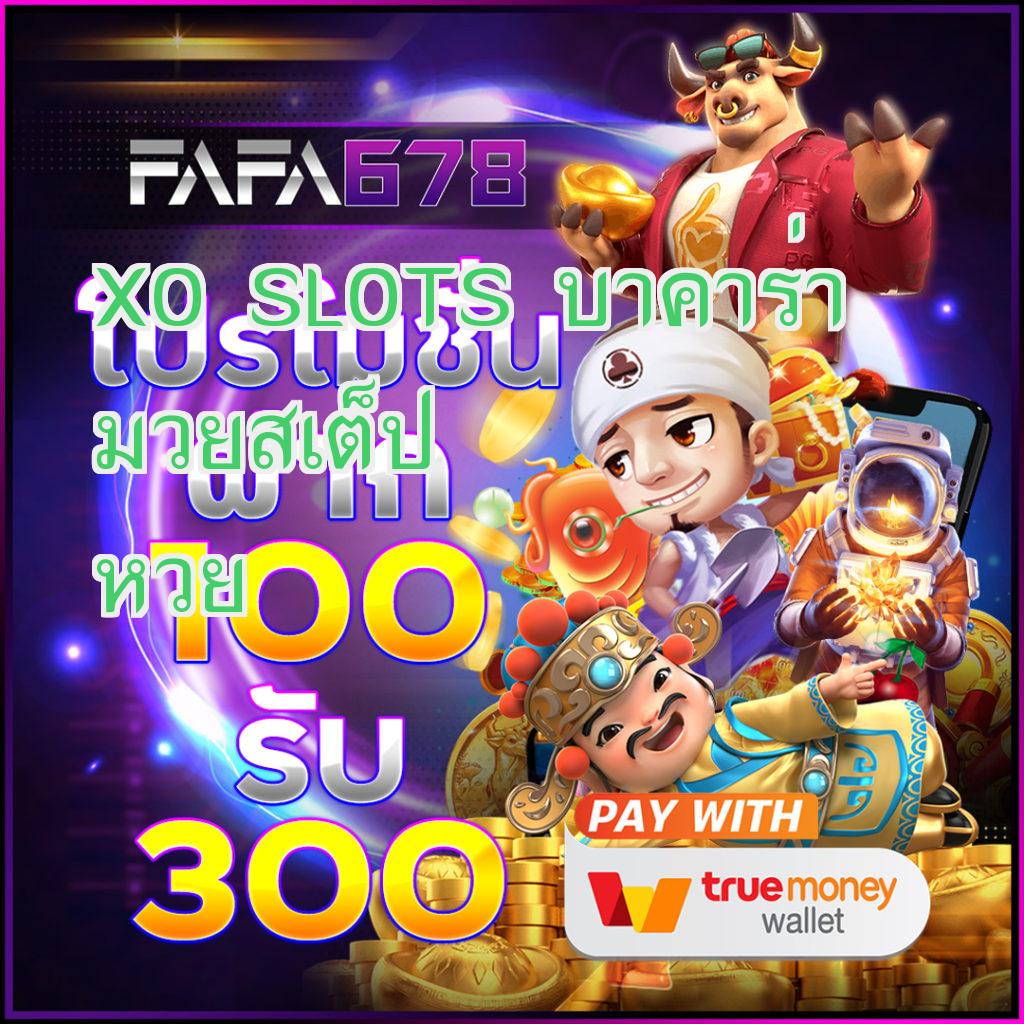 FAFA678
XO SLOTS บาคาร่า
โปรโมชั่น
มวยสเต็ป
ฝาก
หวย
100
รับ
300
PAY WITH
truemoney
wallet